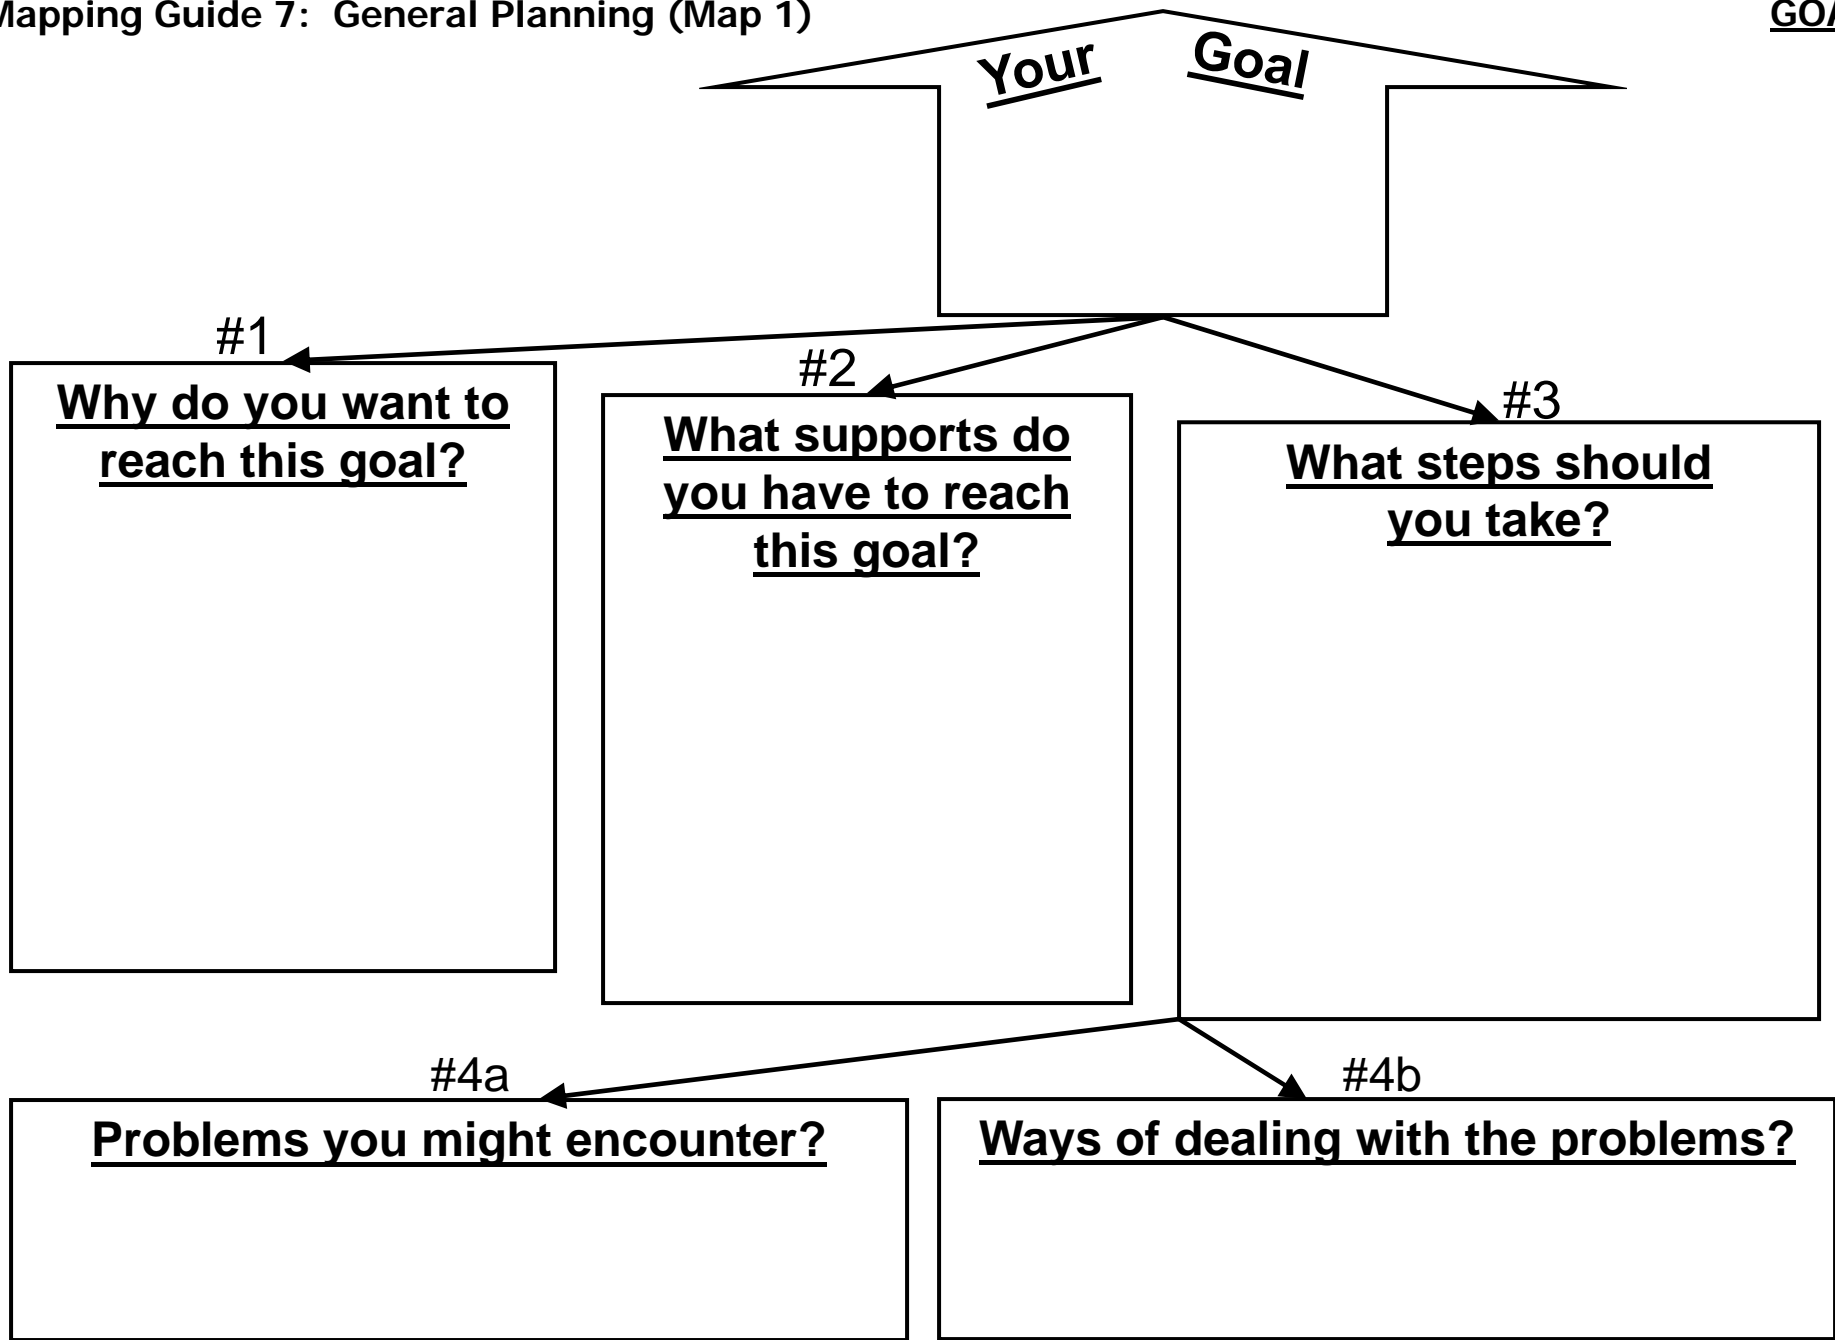 Mapping Guide 7: General Planning (Map 1)
Your Goal
#1
Why do you want to
reach this goal?
#2
What supports do
you have to reach
this goal?
#3
What steps should
you take?
#4a
Problems you might encounter?
#4b
Ways of dealing with the problems?